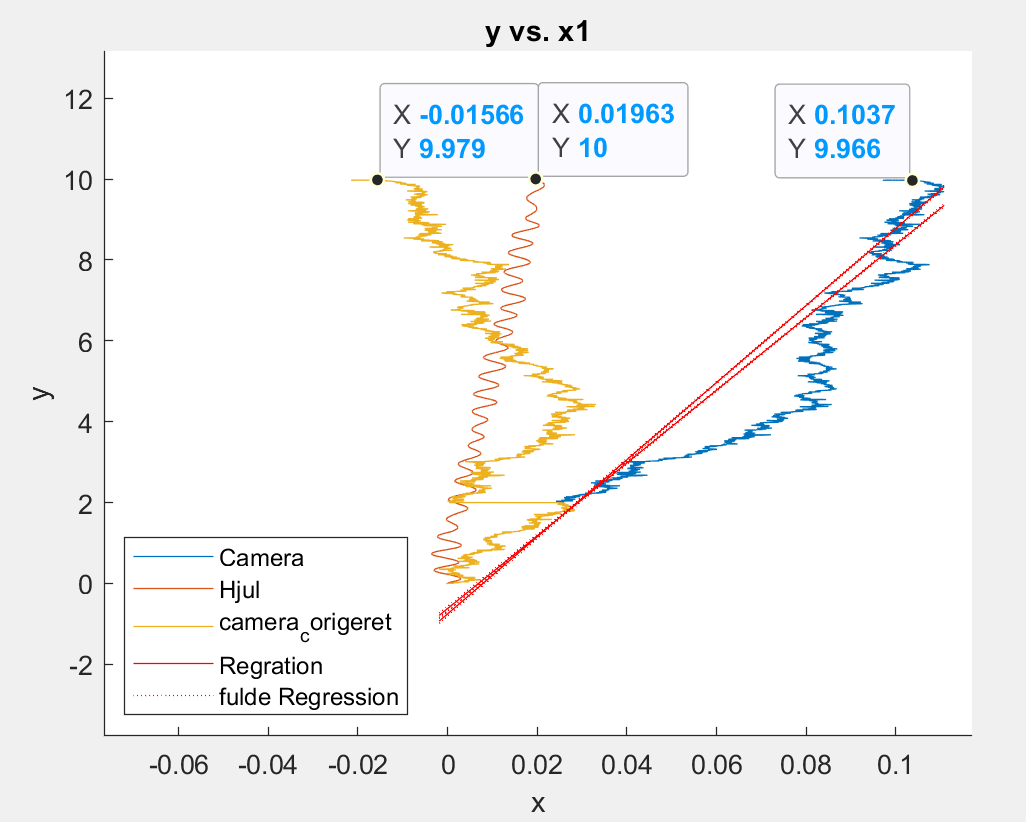 y vs. x1
X -0.01566
Y 9.979
X 0.01963
Y 10
X 0.1037
Y 9.966
12
10
8
6
4
2
0
-2
y
Camera
Hjul
camera_corigeret
Regration
fulde Regression
-0.06 -0.04 -0.02 0 0.02 0.04 0.06 0.08 0.1
x